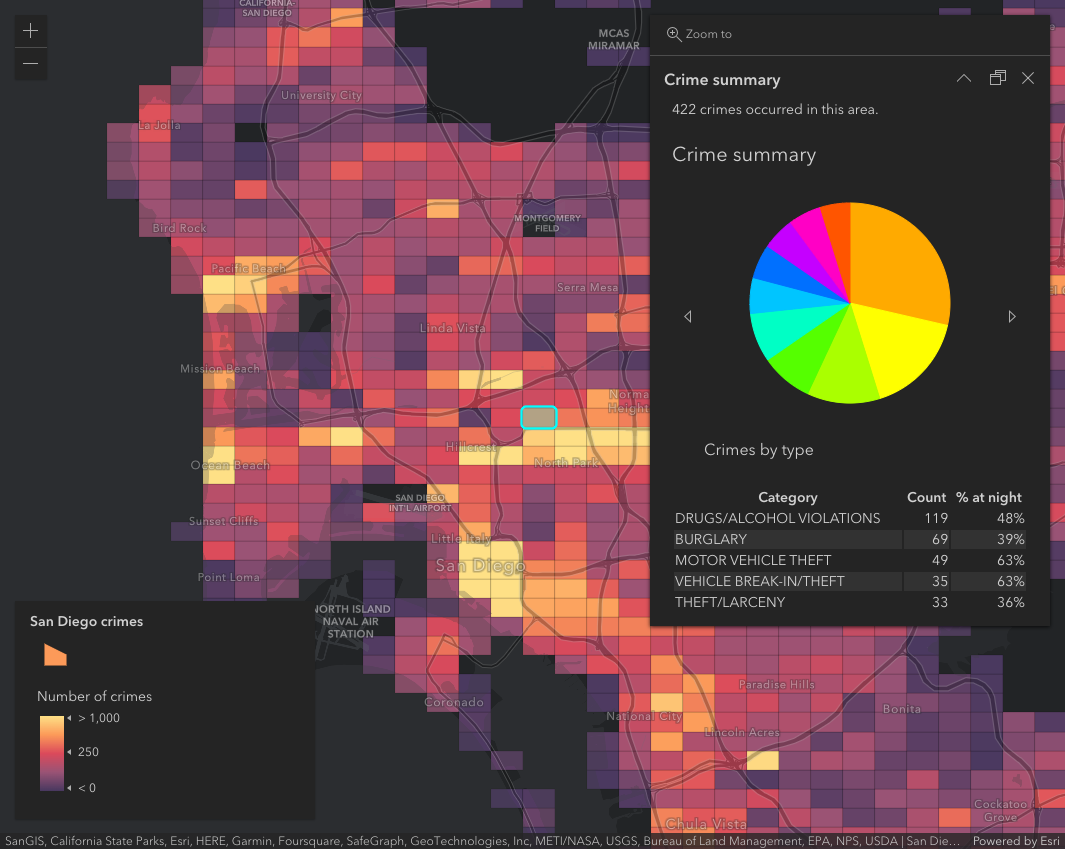 CALIFORNIA-
SAN DIEGO
MCAS
MIRAMAR
University City
La Jolla
Bird Rock
MONTGOMERY
FIELD
Pacific Beach
Serra Mesa
Linda Vista
Mission Beach
Norma
Height
Hillcrest
North Park
Ocean Beach
SAN DIEGO
INT'L AIRPORT
Sunset Cliffs
Little Italy
San Diego
Point Loma
NORTH ISLAND
NAVAL AIR
STATION
Coronado
Paradise Hills
National City
Bonita
Lincoln Acres
Cockatoo
Grove
Chula Vista
Zoom to
Crime summary
422 crimes occurred in this area.
Crime summary
Crimes by type
Category Count % at night
DRUGS/ALCOHOL VIOLATIONS 119 48%
BURGLARY 69 39%
MOTOR VEHICLE THEFT 49 63%
VEHICLE BREAK-IN/THEFT 35 63%
THEFT/LARCENY 33 36%
San Diego crimes
Number of crimes
> 1,000
250
< 0
SanGIS, California State Parks, Esri, HERE, Garmin, Foursquare, SafeGraph, GeoTechnologies, Inc, METI/NASA, USGS, Bureau of Land Management, EPA, NPS, USDA | San Die… Powered by Esri